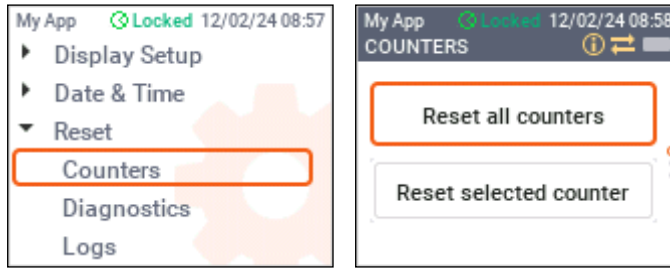 My App Locked 12/02/24 08:57
Display Setup
Date & Time
Reset
Counters
Diagnostics
Logs
My App Locked 12/02/24 08:58
COUNTERS
Reset all counters
Reset selected counter